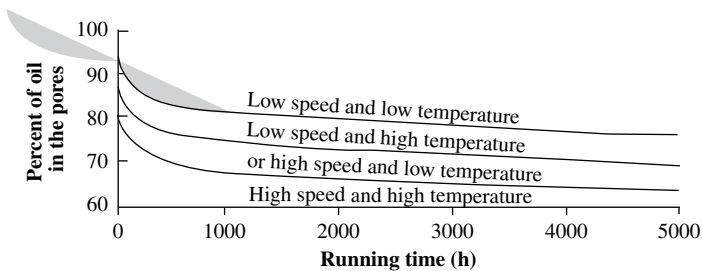 100
90
80
70
60
Percent of oil
in the pores
Low speed and low temperature
Low speed and high temperature
or high speed and low temperature
High speed and high temperature
0 1000 2000 3000 4000 5000
Running time (h)